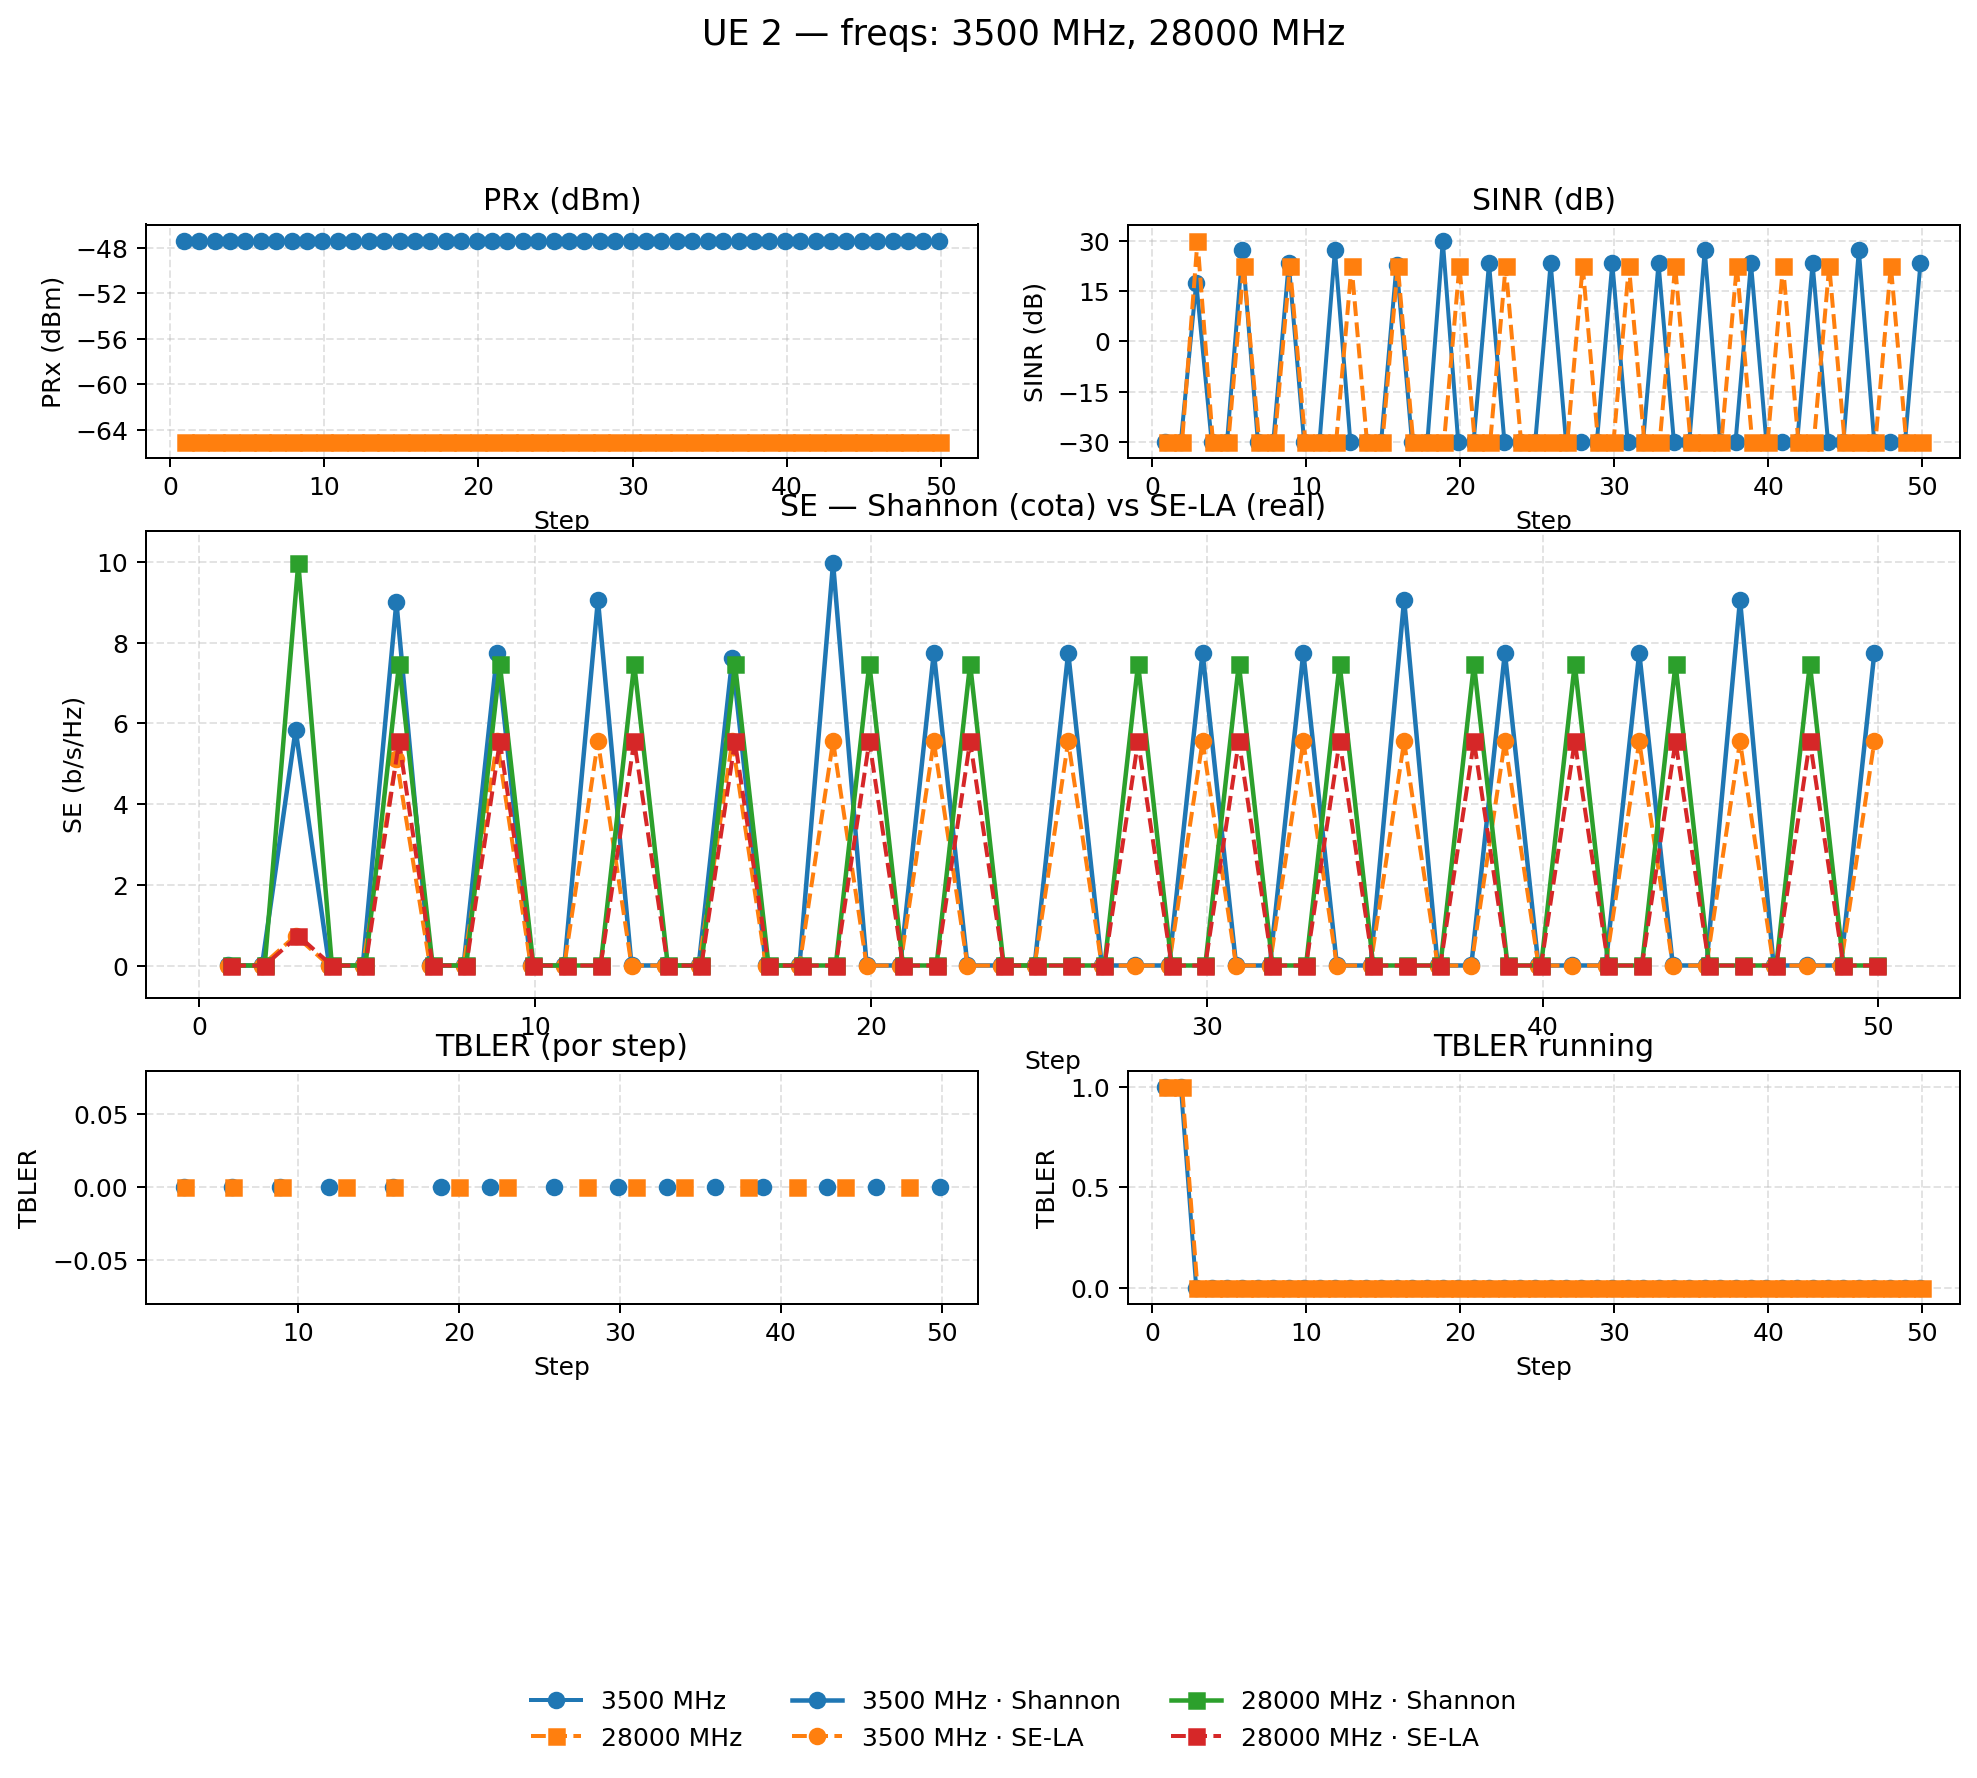 UE 2 — freqs: 3500 MHz, 28000 MHz
PRx (dBm)
PRx (dBm)
−48
−52
−56
−60
−64
0 10 20 30 40 50
Step
SINR (dB)
SINR (dB)
30
15
0
−15
−30
0 10 20 30 40 50
Step
SE — Shannon (cota) vs SE-LA (real)
SE (b/s/Hz)
10
8
6
4
2
0
0 10 20 30 40 50
Step
TBLER (por step)
TBLER
0.05
0.00
−0.05
10 20 30 40 50
Step
TBLER running
TBLER
1.0
0.5
0.0
0 10 20 30 40 50
Step
3500 MHz
28000 MHz
3500 MHz · Shannon
3500 MHz · SE-LA
28000 MHz · Shannon
28000 MHz · SE-LA